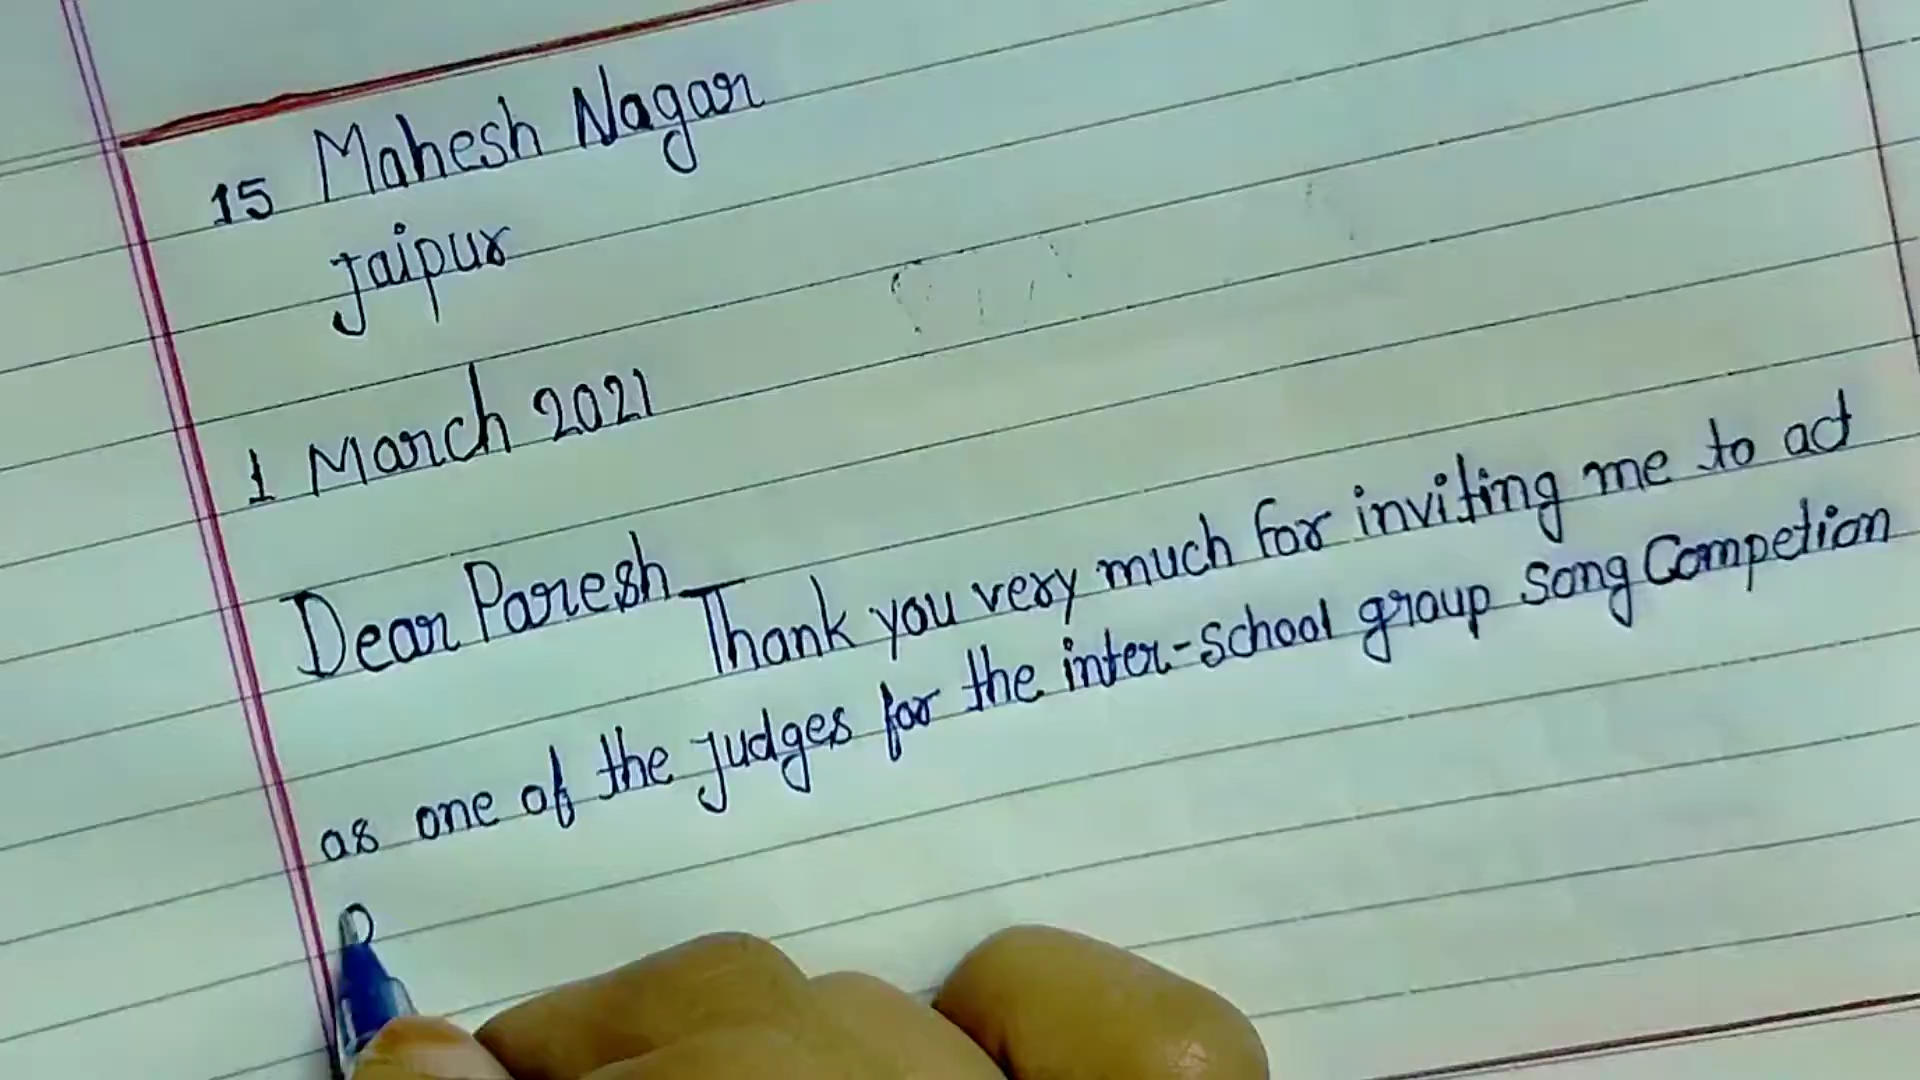 15 Mahesh Nagar
Jaipur
1 March 2021
Dear Paresh
Thank you very much for inviting me to act
as one of the judges for the inter-school group song Competion